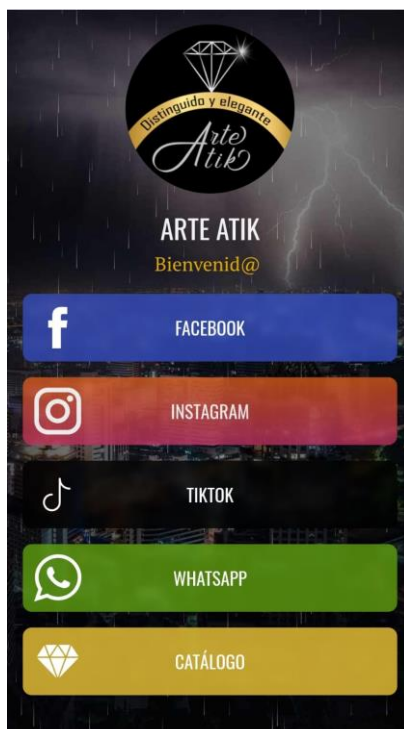 Distinguido y elegante
Arte
Atik
ARTE ATIK
Bienvenid@
FACEBOOK
INSTAGRAM
TIKTOK
WHATSAPP
CATÁLOGO